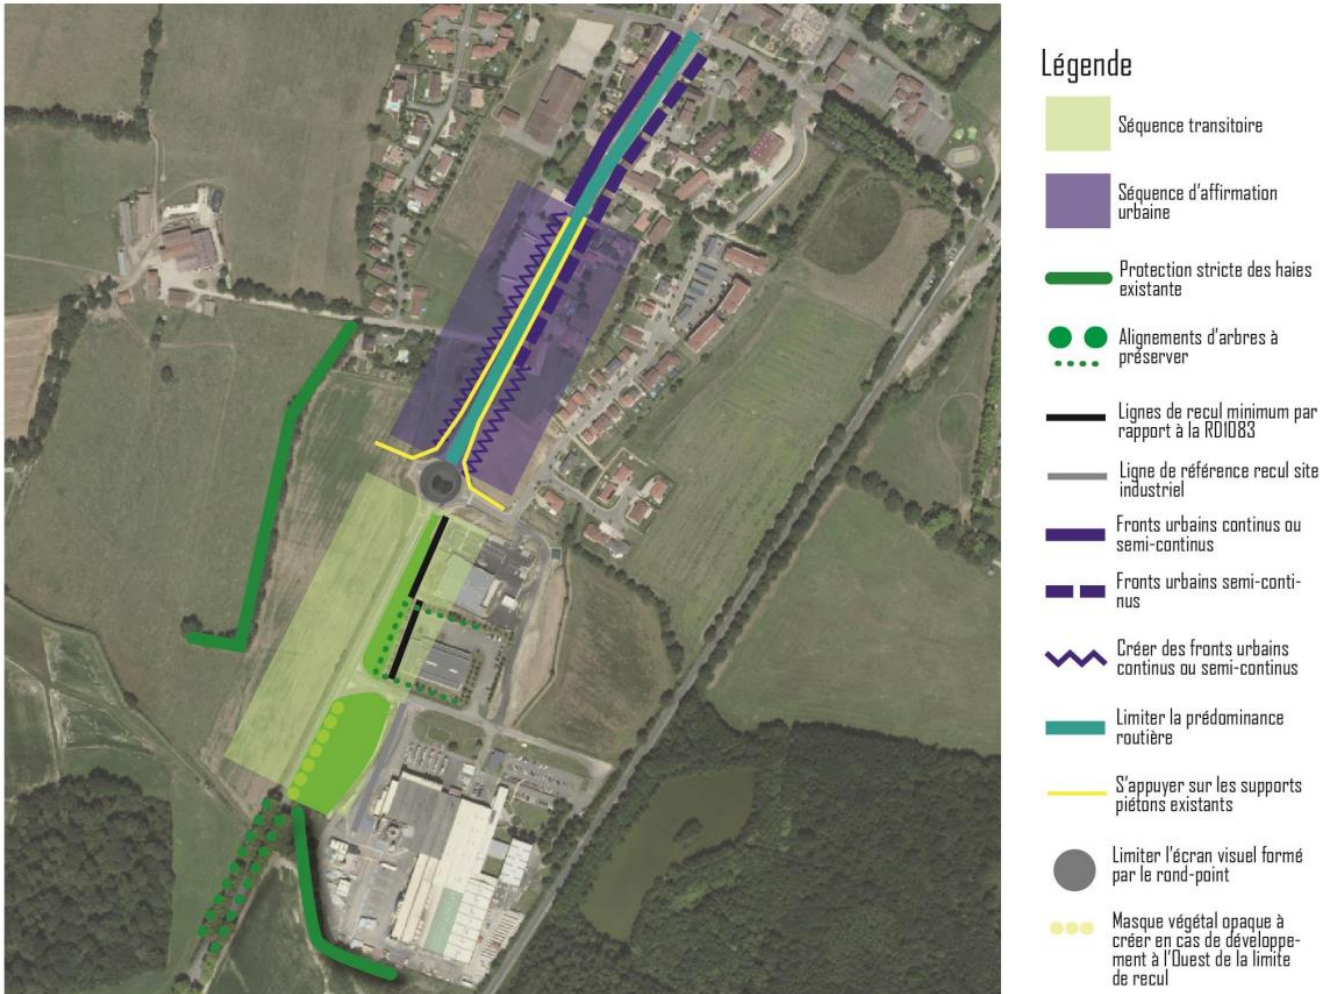 Légende
Séquence transitoire
Séquence d'affirmation
urbaine
Protection stricte des haies
existante
Alignements d'arbres à
préserver
Lignes de recul minimum par
rapport à la RD1083
Ligne de référence recul site
industriel
Fronts urbains continus ou
semi-continus
Fronts urbains semi-conti-
nus
Créer des fronts urbains
continus ou semi-continus
Limiter la prédominance
routière
S'appuyer sur les supports
piétons existants
Limiter l'écran visuel formé
par le rond-point
Masque végétal opaque à
créer en cas de développe-
ment à l'Ouest de la limite
de recul